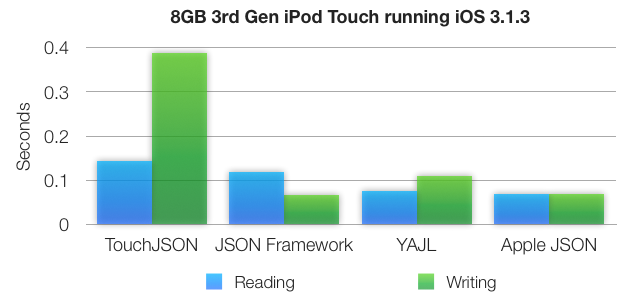 8GB 3rd Gen iPod Touch running iOS 3.1.3
Seconds
0.4
0.3
0.2
0.1
0
TouchJSON JSON Framework YAJL Apple JSON
Reading Writing